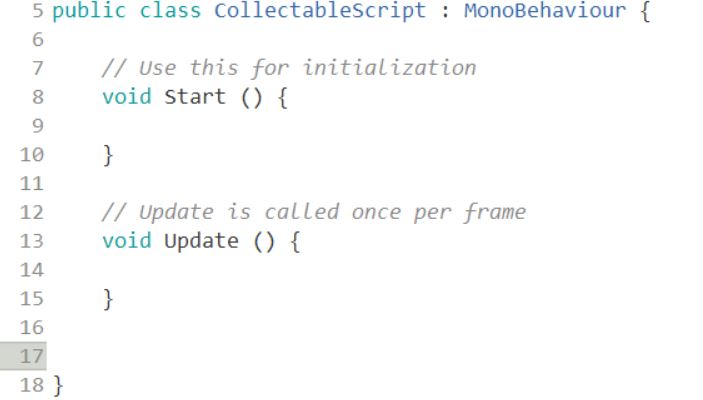 5 public class CollectableScript : MonoBehaviour {
6
7 // Use this for initialization
8 void Start () {
9
10 }
11
12 // Update is called once per frame
13 void Update () {
14
15 }
16
17
18 }